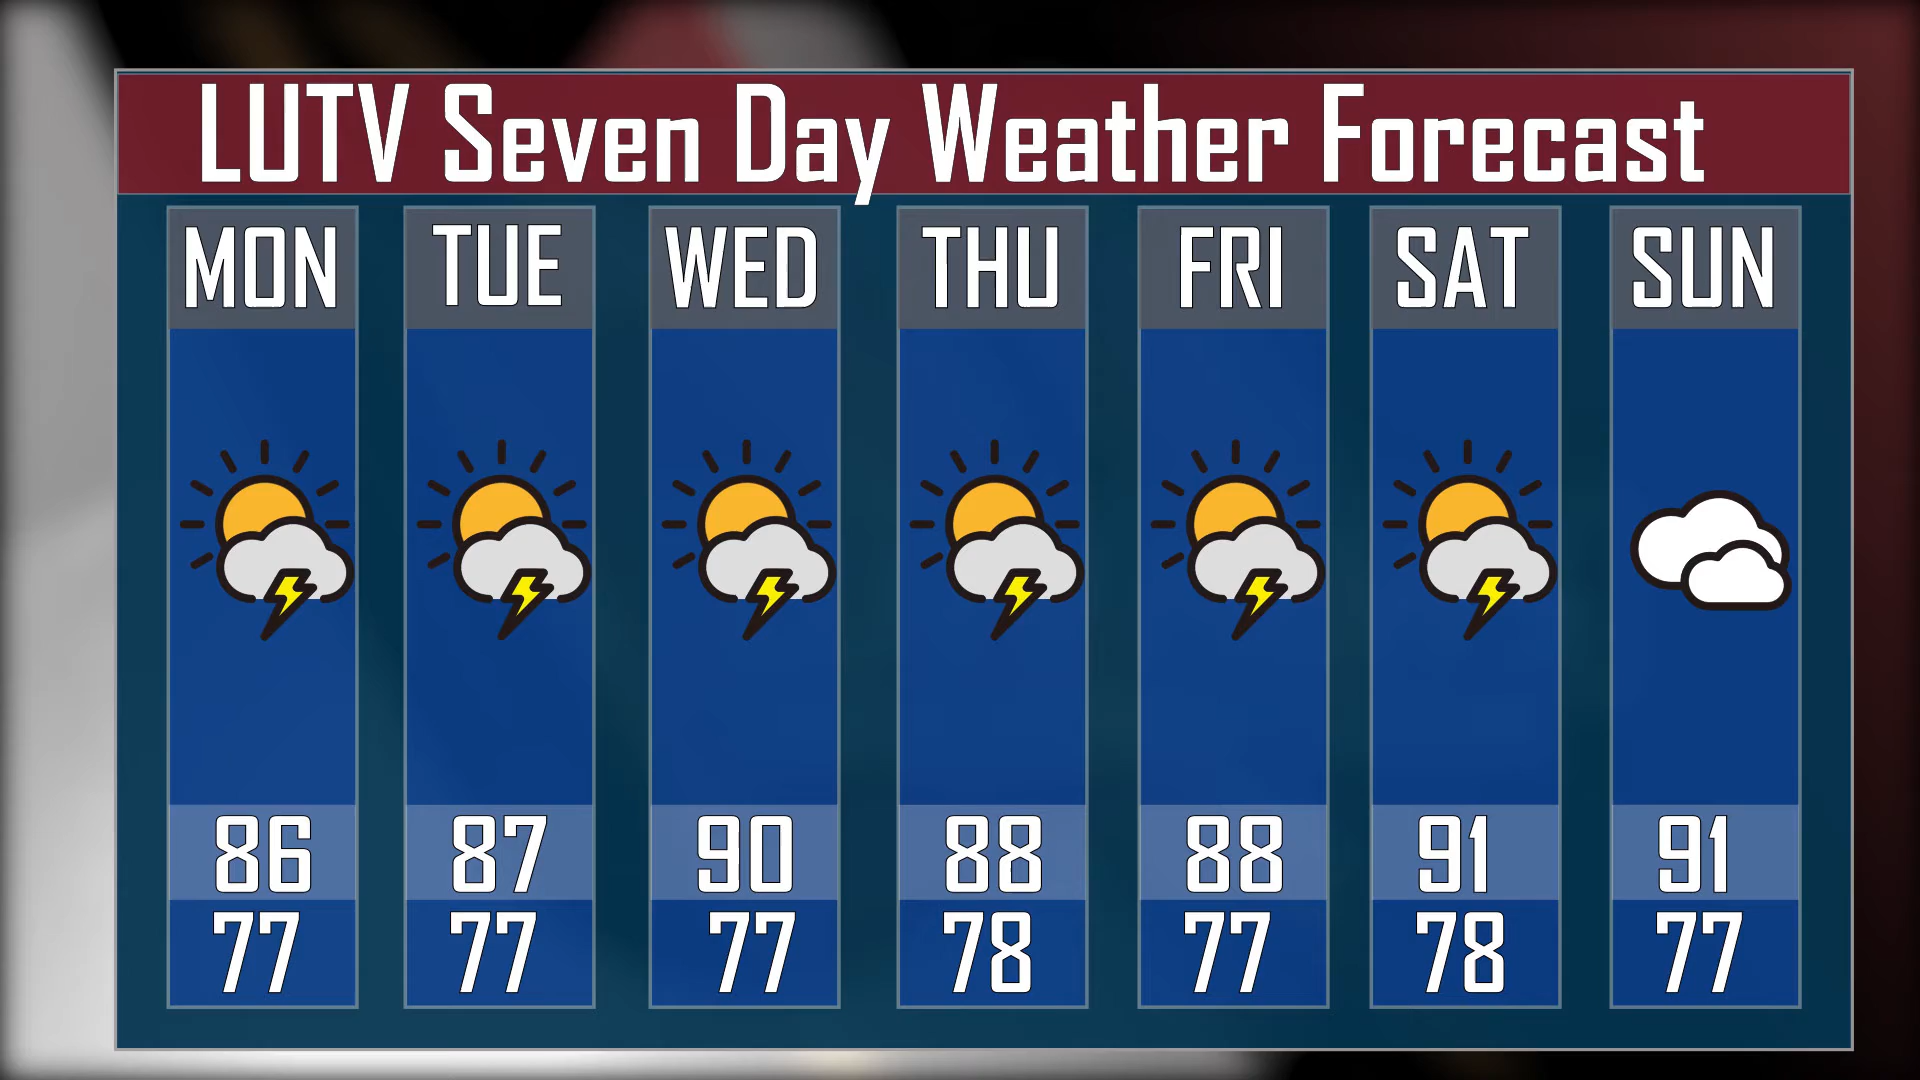 LUTV Seven Day Weather Forecast
MON TUE WED THU FRI SAT SUN
86 87 90 88 88 91 91
77 77 77 78 77 78 77